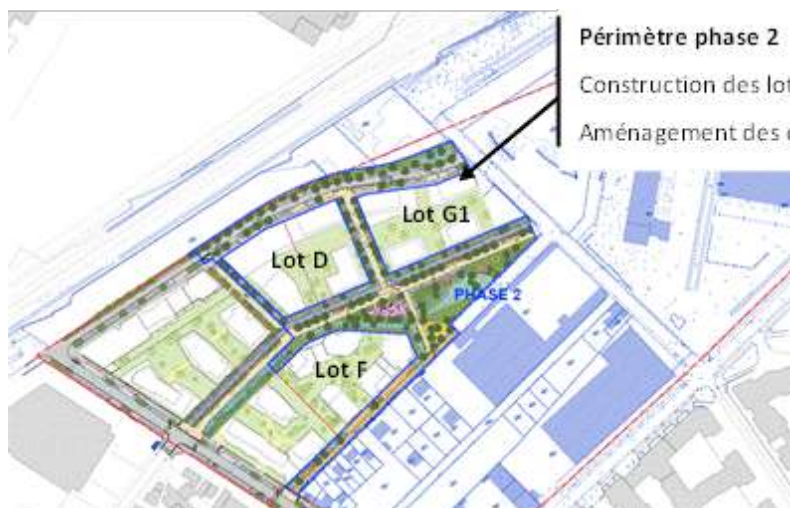 Périmètre phase 2
Construction des lot
Aménagement des
Lot G1
Lot D
PHASE 2
Lot F